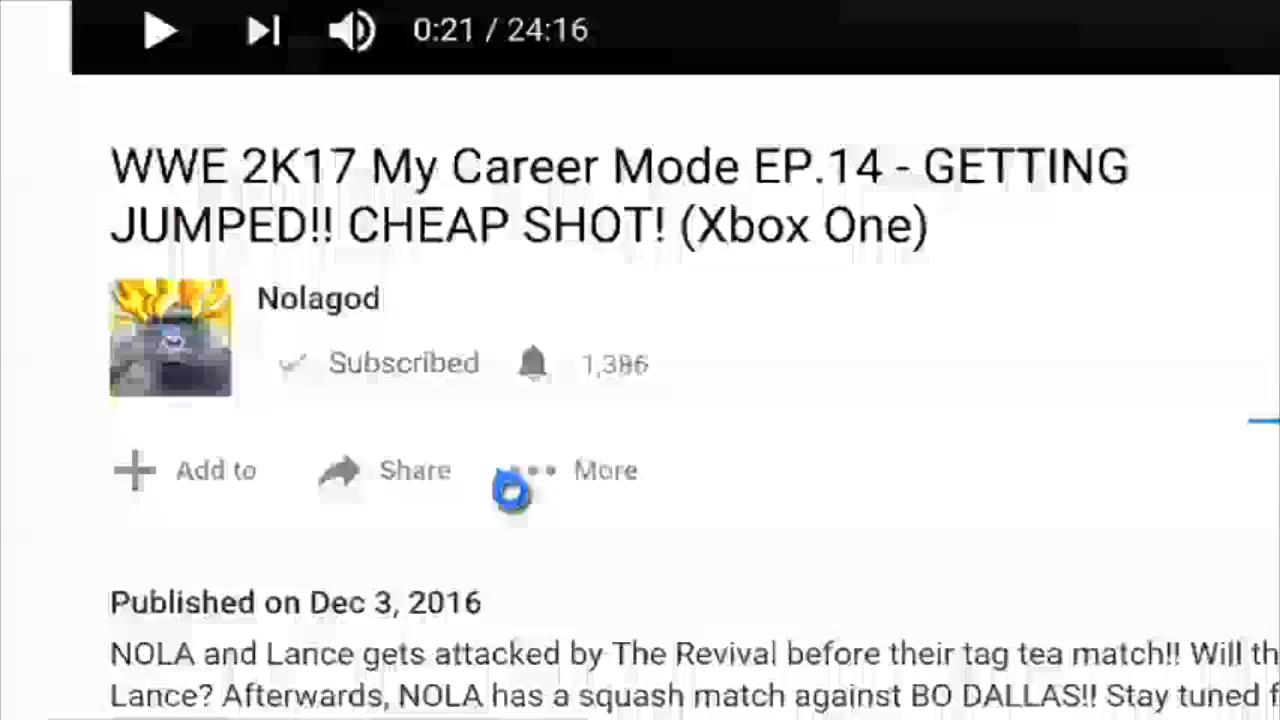 0:21 / 24:16
WWE 2K17 My Career Mode EP.14 - GETTING
JUMPED!! CHEAP SHOT! (Xbox One)
Nolagod
Subscribed 1,386
Add to Share More
Published on Dec 3, 2016
NOLA and Lance gets attacked by The Revival before their tag tea match!! Will th
Lance? Afterwards, NOLA has a squash match against BO DALLAS!! Stay tuned f